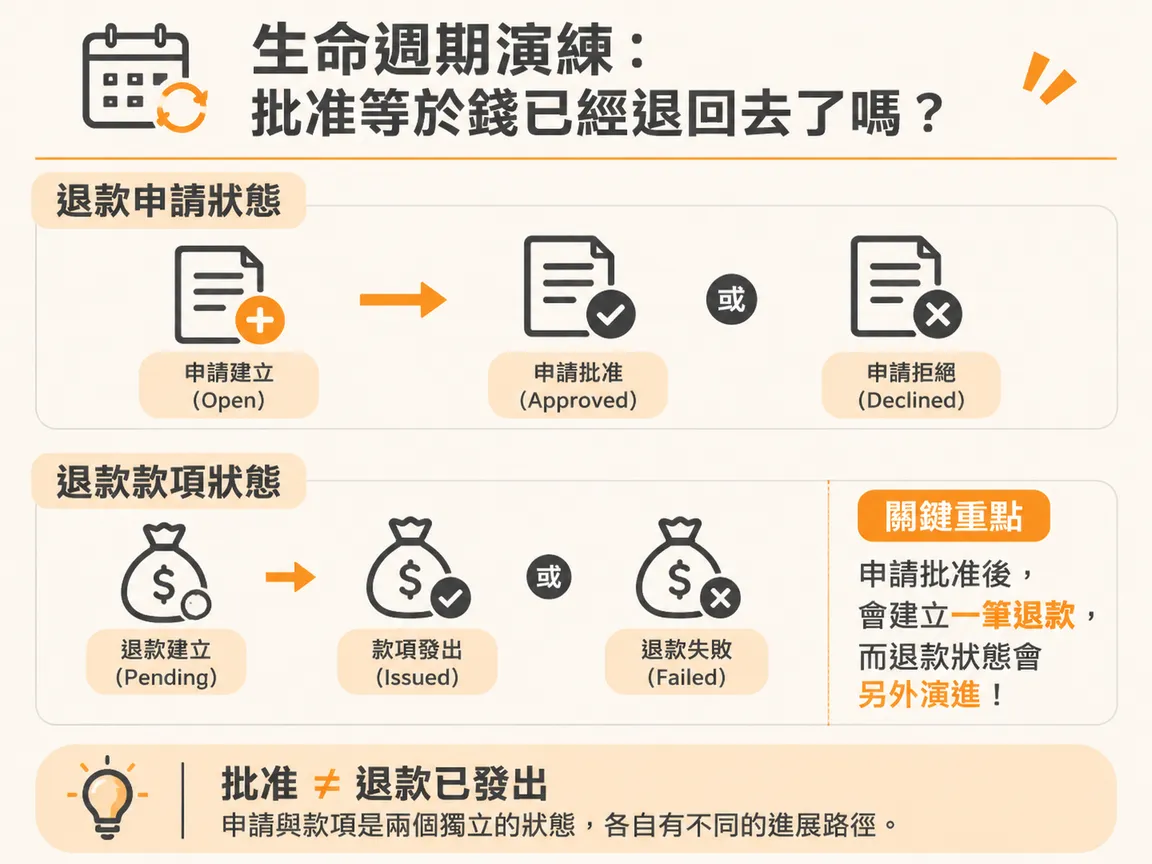 生命週期演練：
批准等於錢已經退回去了嗎？
退款申請狀態
申請建立
（Open）
申請批准
（Approved）
或
申請拒絕
（Declined）
退款款項狀態
$
退款建立
（Pending）
$
款項發出
（Issued）
或
$
退款失敗
（Failed）
關鍵重點
申請批准後，
會建立一筆退款，
而退款狀態會
另外演進！
批准 ≠ 退款已發出
申請與款項是兩個獨立的狀態，各自有不同的進展路徑。